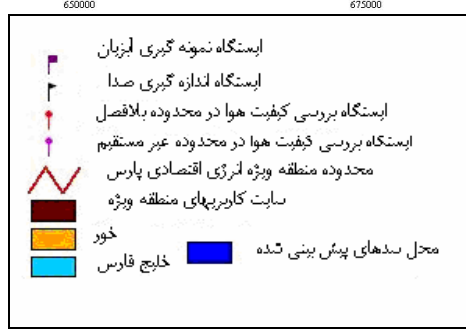 650000 675000
ایستگاه نمونه گیری آبزیان
ایستگاه اندازه گیری صدا
ایستگاه بررسی کیفیت هوا در محدوده بلافصل
ایستگاه بررسی کیفیت هوا در محدوده غیر مستقیم
محدوده منطقه ویژه انرژی اقتصادی پارس
سایت کاربریهای منطقه ویژه
خور
محل سدهای پیش بینی شده
خلیج فارس